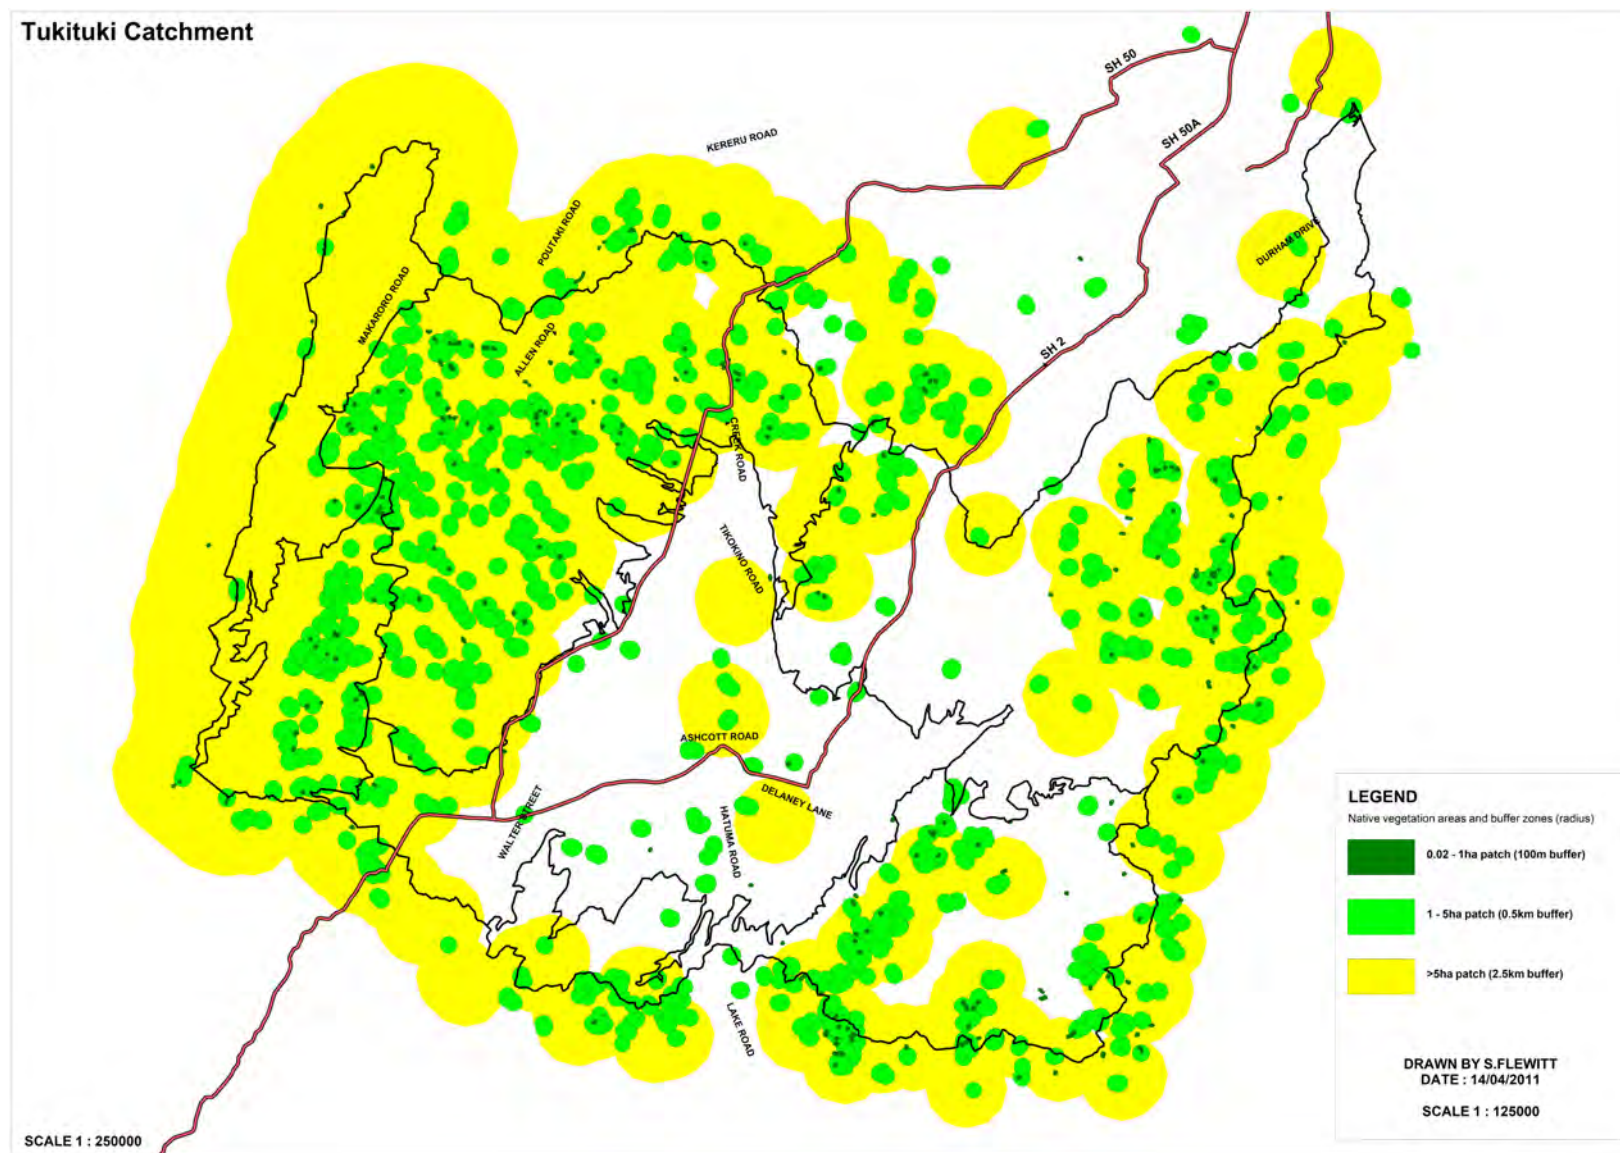 Tukituki Catchment
SH 50
SH 50A
KERERU ROAD
POUTAKI ROAD
DURHAM DRIVE
MAKARORO ROAD
ALLEN ROAD
SH 2
CREEK ROAD
TIKOKINO ROAD
ASHCOTT ROAD
DELANEY LANE
WALTER STREET
HATUMA ROAD
LAKE ROAD
LEGEND
Native vegetation areas and buffer zones (radius)
0.02 - 1ha patch (100m buffer)
1 - 5ha patch (0.5km buffer)
>5ha patch (2.5km buffer)
DRAWN BY S.FLEWITT
DATE : 14/04/2011
SCALE 1 : 125000
SCALE 1 : 250000